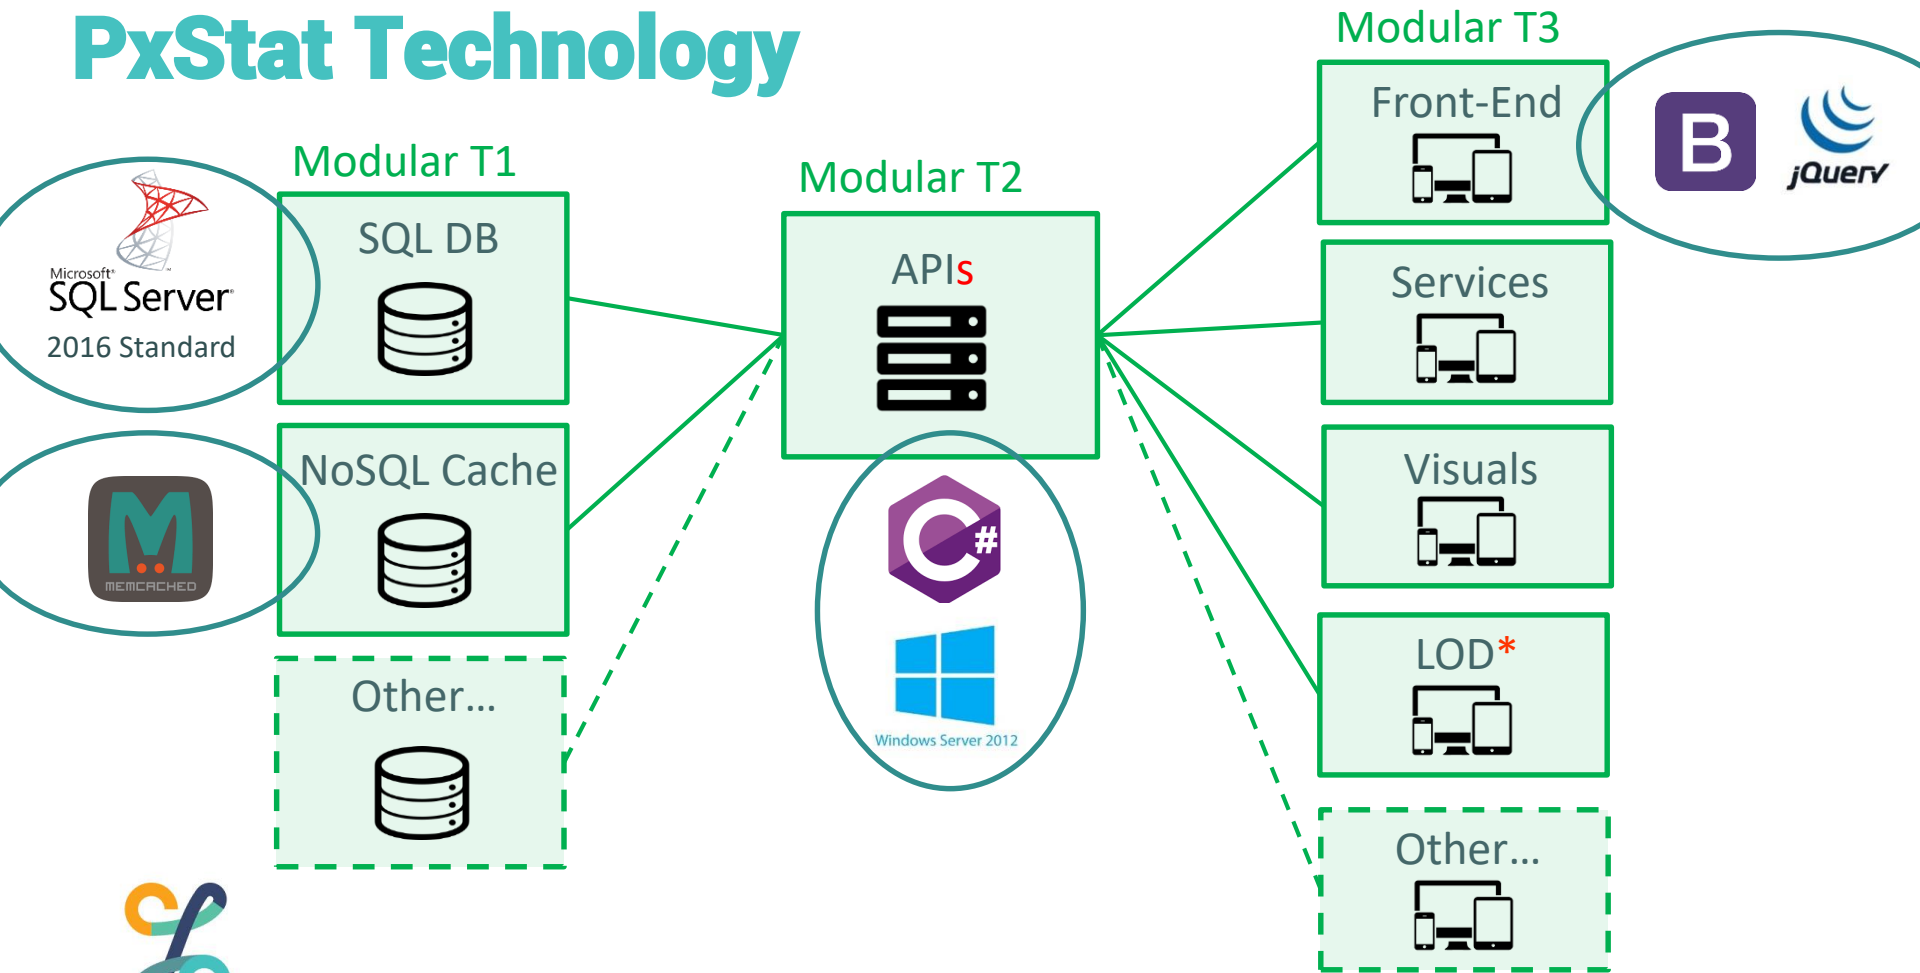 PxStat Technology
Modular T1
Microsoft®
SQL Server®
2016 Standard
SQL DB
MEMCACHED
NoSQL Cache
Other...
Modular T2
APIs
C#
Windows Server 2012
Modular T3
Front-End
B
jQuery
Services
Visuals
LOD*
Other...